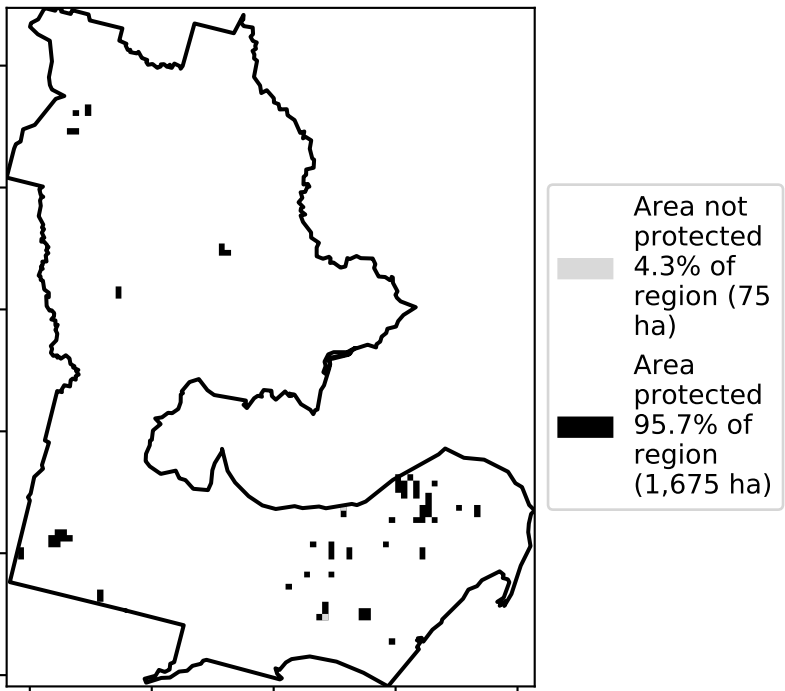 Area not
protected
4.3% of
region (75
ha)
Area
protected
95.7% of
region
(1,675 ha)